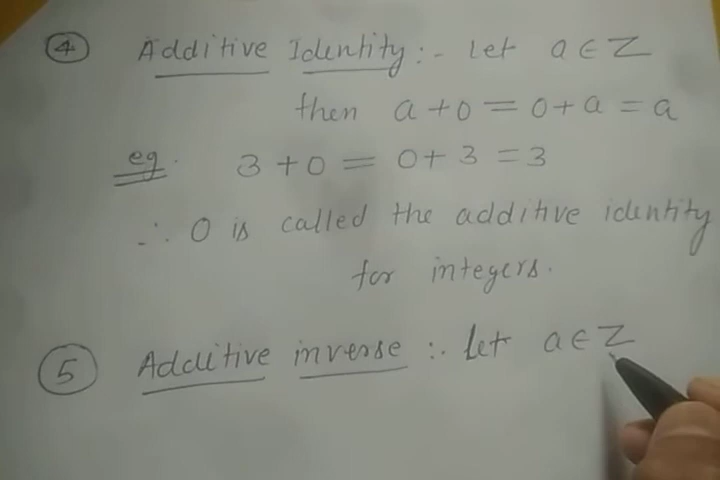 ④ Additive Identity :- Let a ∈ Z
then a + 0 = 0 + a = a
eg. 3 + 0 = 0 + 3 = 3
∴ 0 is called the additive identity
for integers.
⑤ Additive inverse :. Let a ∈ Z